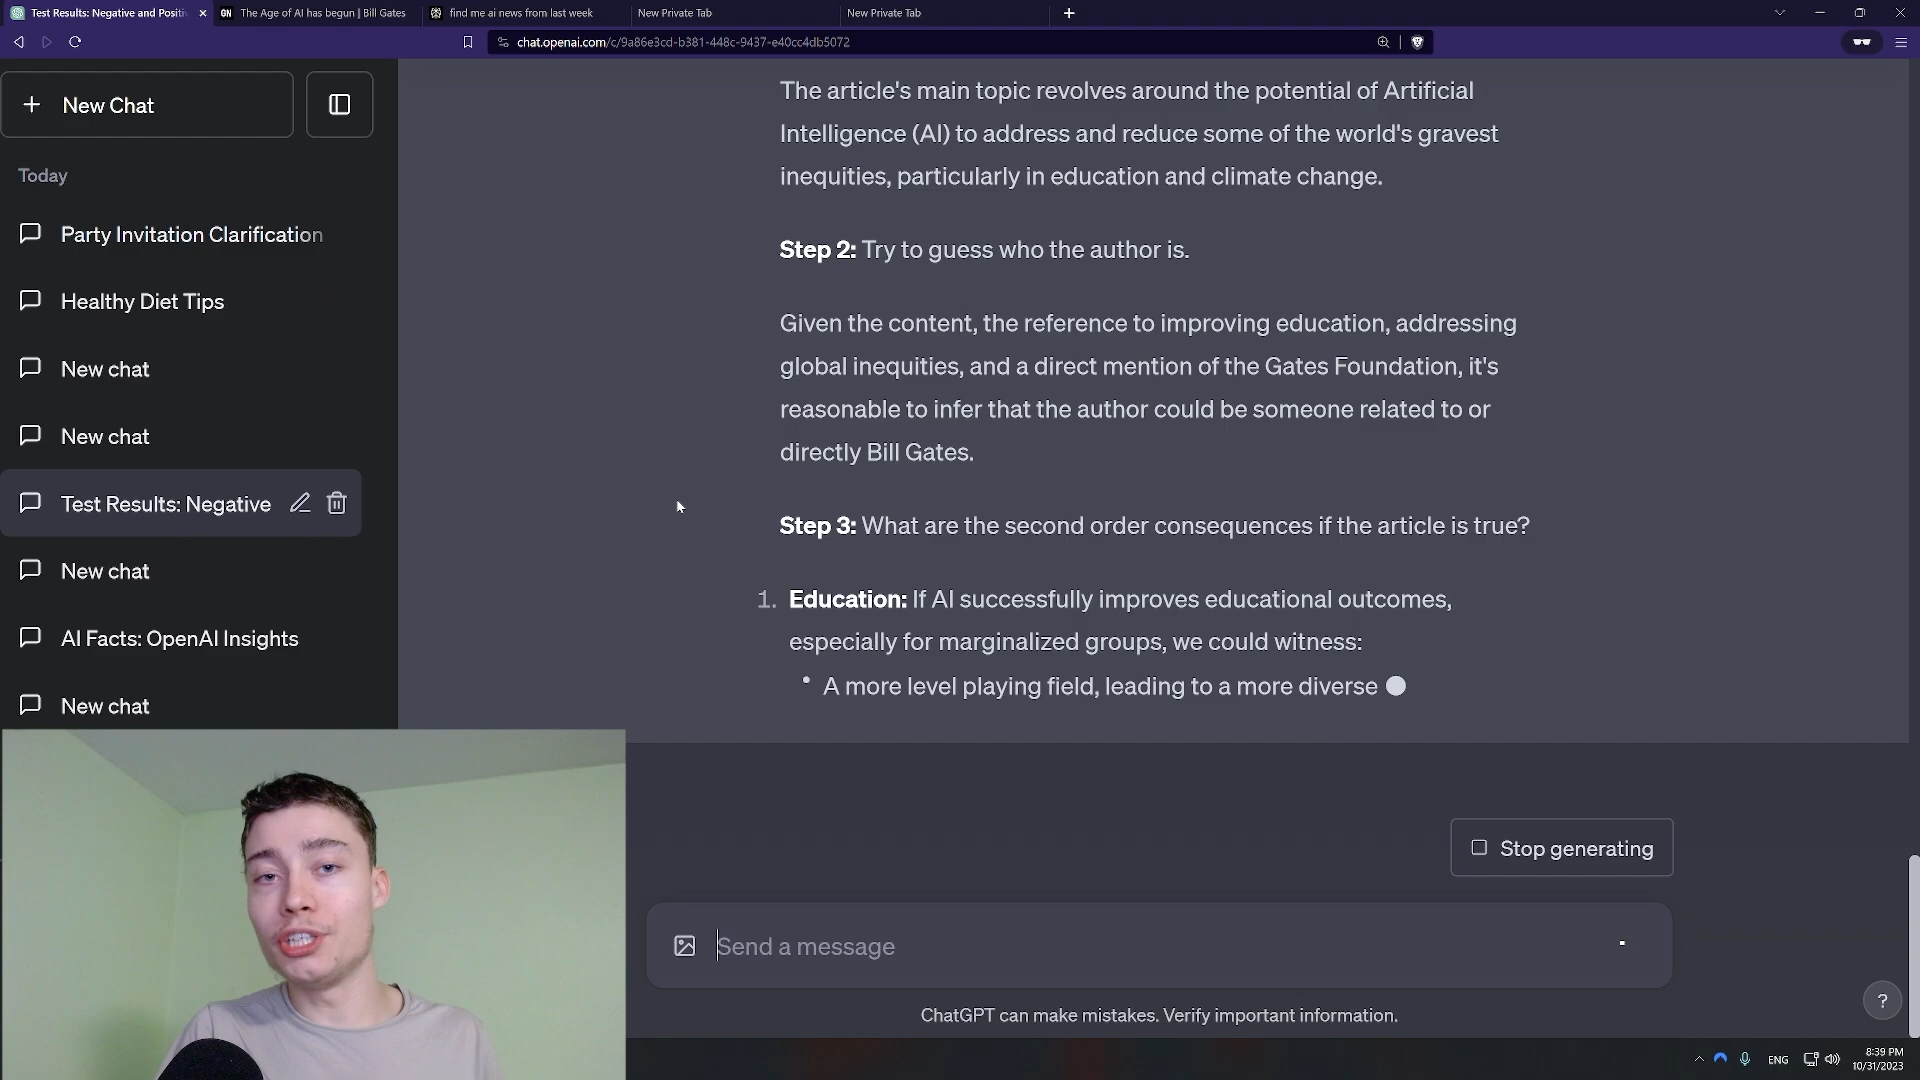 Test Results: Negative and Positiv
The Age of AI has begun | Bill Gates
GN
find me ai news from last week
New Private Tab
New Private Tab
chat.openai.com/c/9a86e3cd-b381-448c-9437-e40cc4db5072
New Chat
Today
Party Invitation Clarification
Healthy Diet Tips
New chat
New chat
Test Results: Negative
New chat
AI Facts: OpenAI Insights
New chat
The article's main topic revolves around the potential of Artificial
Intelligence (AI) to address and reduce some of the world's gravest
inequities, particularly in education and climate change.
Step 2: Try to guess who the author is.
Given the content, the reference to improving education, addressing
global inequities, and a direct mention of the Gates Foundation, it's
reasonable to infer that the author could be someone related to or
directly Bill Gates.
Step 3: What are the second order consequences if the article is true?
1. Education: If AI successfully improves educational outcomes,
especially for marginalized groups, we could witness:
• A more level playing field, leading to a more diverse
Stop generating
Send a message
ChatGPT can make mistakes. Verify important information.
?
ENG
8:39 PM
10/31/2023